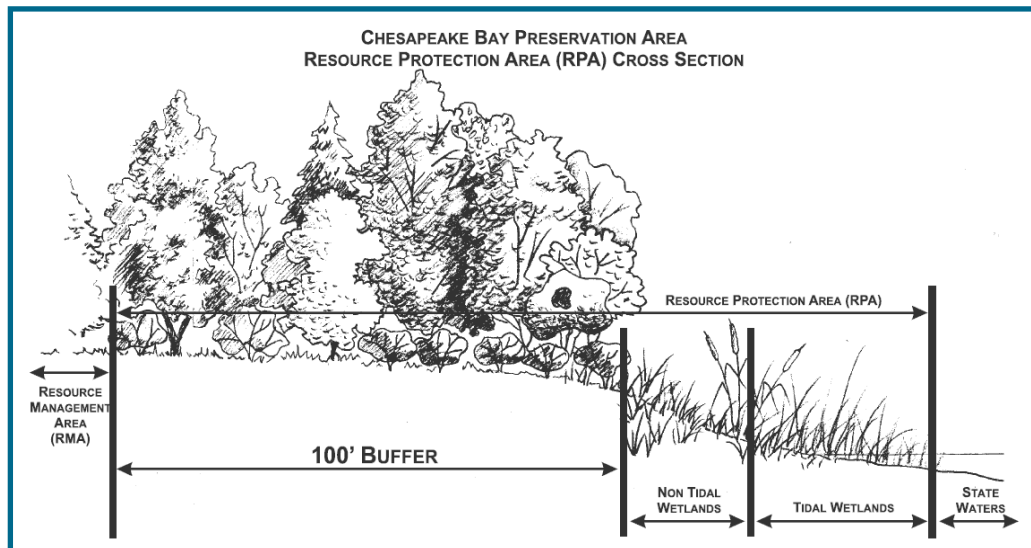 CHESAPEAKE BAY PRESERVATION AREA
RESOURCE PROTECTION AREA (RPA) CROSS SECTION
RESOURCE PROTECTION AREA (RPA)
RESOURCE
MANAGEMENT
AREA
(RMA)
100' BUFFER
NON TIDAL
WETLANDS
TIDAL WETLANDS
STATE
WATERS